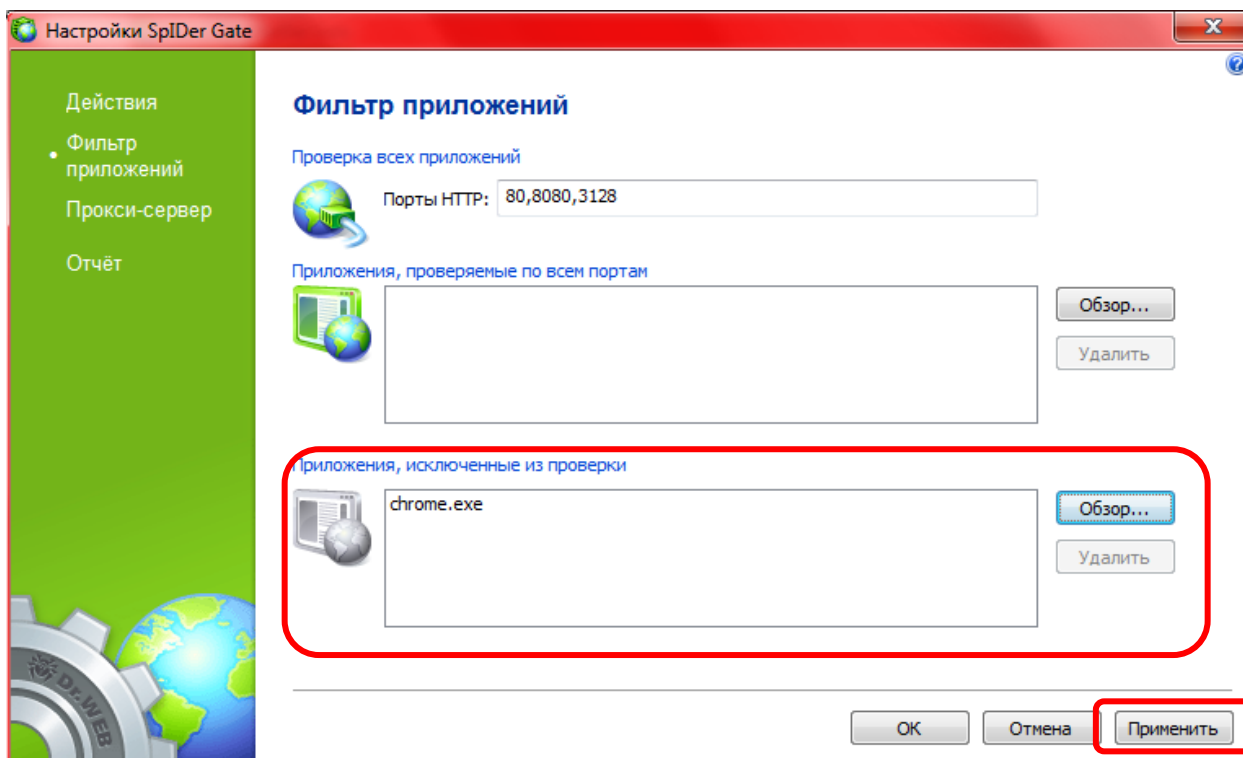 Настройки SpIDer Gate
Действия
Фильтр
приложений
Прокси-сервер
Отчёт
Фильтр приложений
Проверка всех приложений
Порты HTTP: 80,8080,3128
Приложения, проверяемые по всем портам
Обзор...
Удалить
Приложения, исключенные из проверки
chrome.exe
Обзор...
Удалить
Dr.WEB
OK
Отмена
Применить